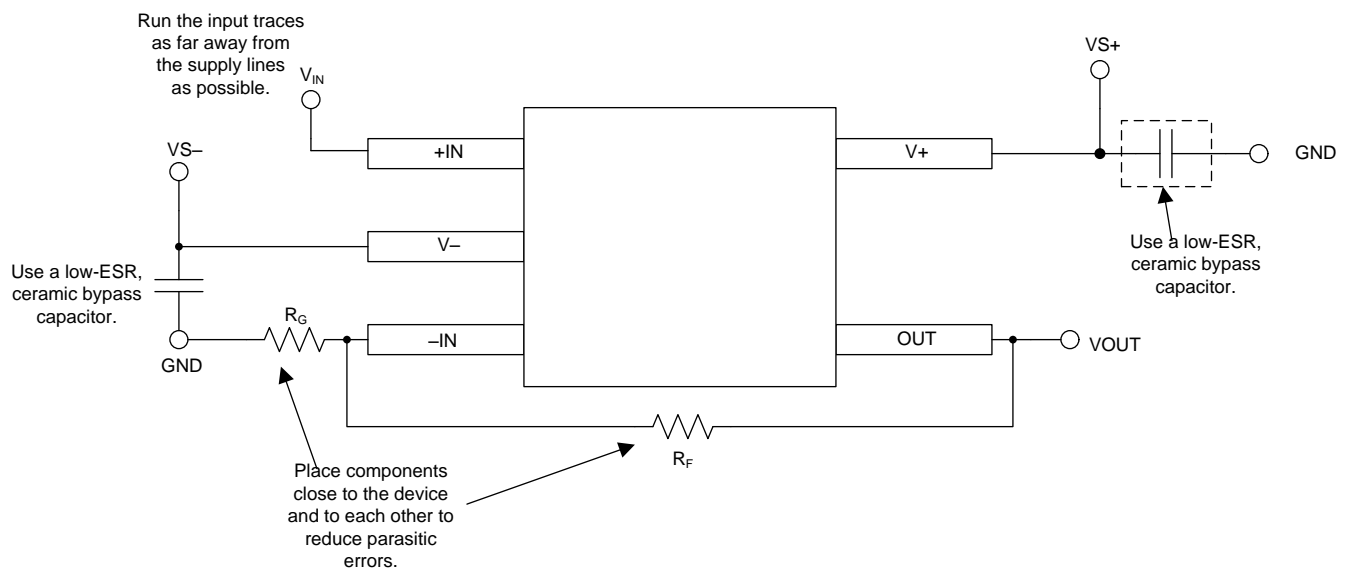 Run the input traces
as far away from
the supply lines
as possible.
VIN
VS+
VS–
+IN
V+
GND
V–
Use a low-ESR,
ceramic bypass
capacitor.
Use a low-ESR,
ceramic bypass
capacitor.
RG
–IN
OUT
VOUT
GND
RF
Place components
close to the device
and to each other to
reduce parasitic
errors.